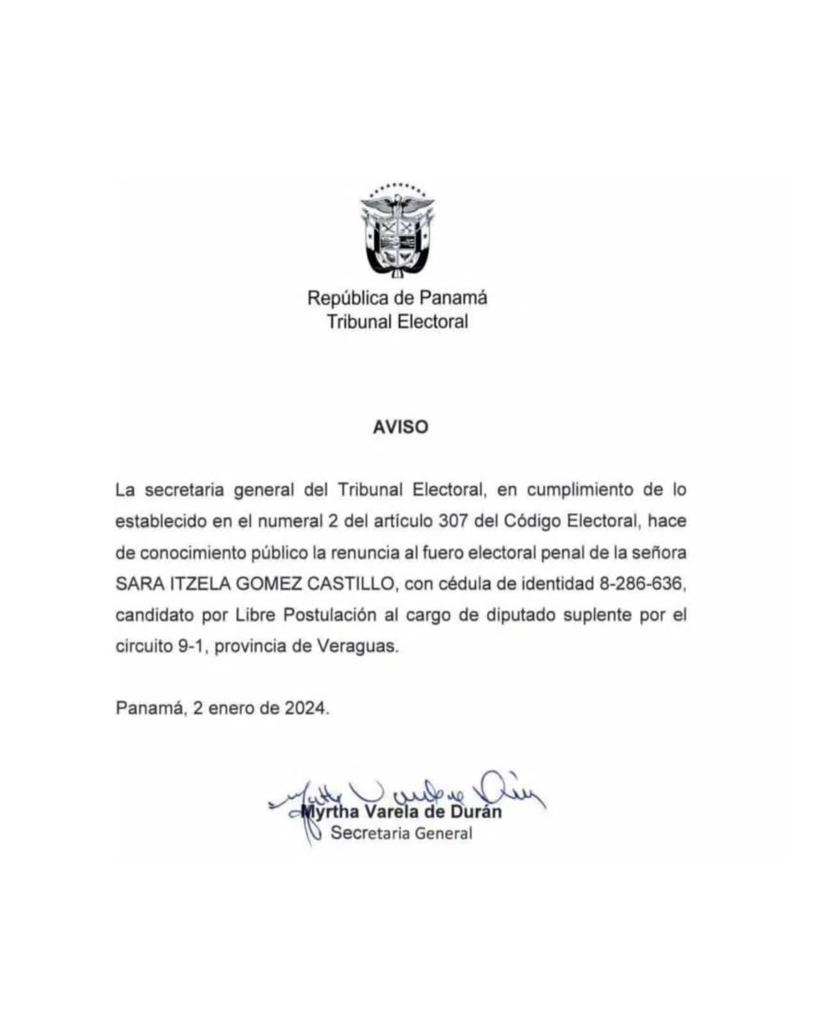 República de Panamá
Tribunal Electoral
AVISO
La secretaria general del Tribunal Electoral, en cumplimiento de lo
establecido en el numeral 2 del artículo 307 del Código Electoral, hace
de conocimiento público la renuncia al fuero electoral penal de la señora
SARA ITZELA GOMEZ CASTILLO, con cédula de identidad 8-286-636,
candidato por Libre Postulación al cargo de diputado suplente por el
circuito 9-1, provincia de Veraguas.
Panamá, 2 enero de 2024.
Myrtha Varela de Durán
Secretaria General